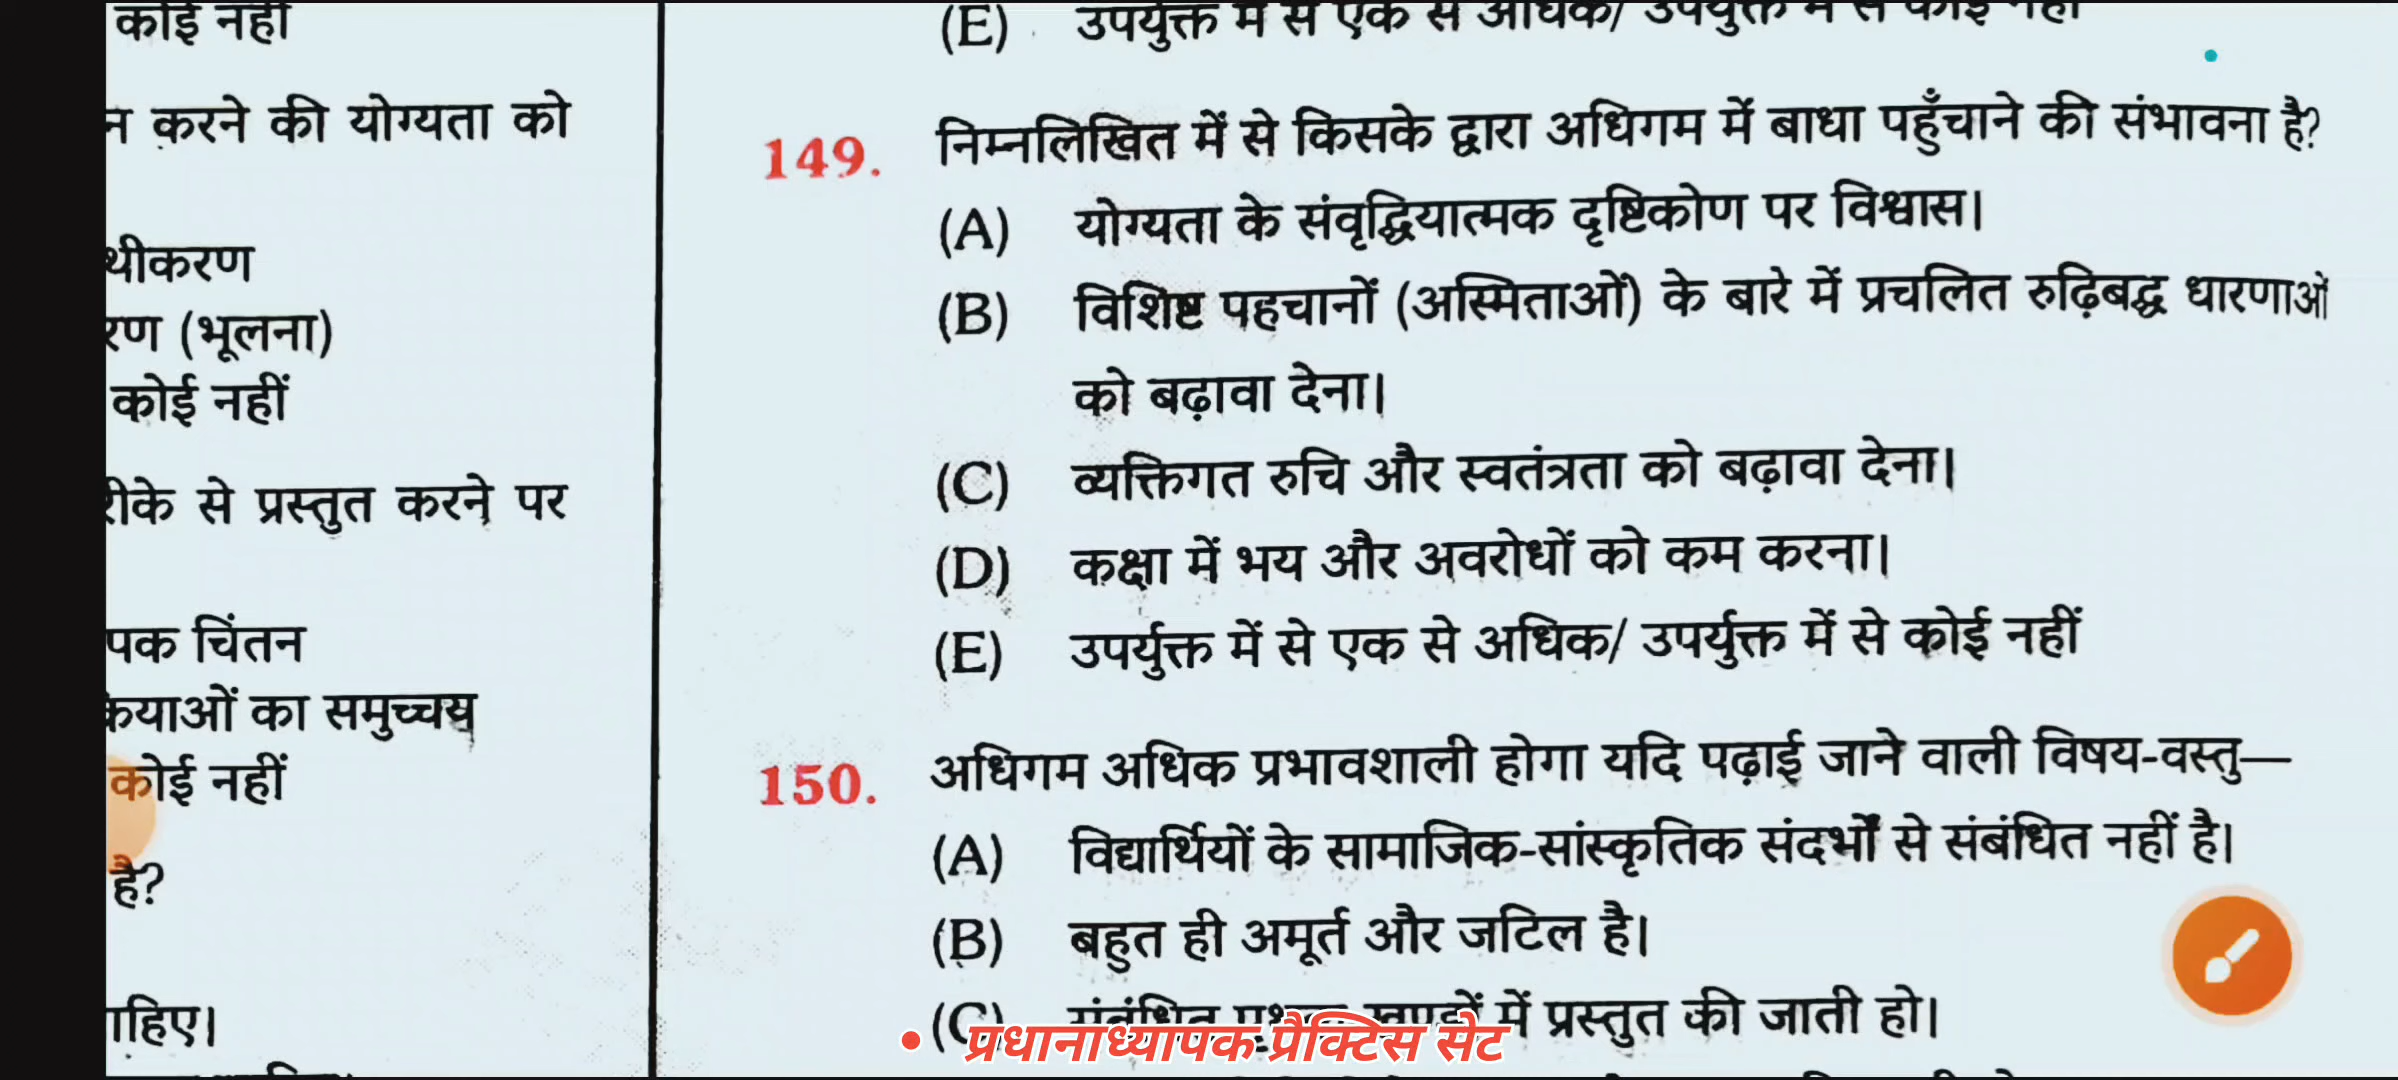 कोई नहीं
न करने की योग्यता को
थीकरण
रण (भूलना)
कोई नहीं
रीके से प्रस्तुत करने पर
पक चिंतन
कयाओं का समुच्चय
कोई नहीं
है?
ाहिए।
(E) उपर्युक्त में से एक से अधिक/ उपर्युक्त में से कोई नहीं
149. निम्नलिखित में से किसके द्वारा अधिगम में बाधा पहुँचाने की संभावना है?
(A) योग्यता के संवृद्धियात्मक दृष्टिकोण पर विश्वास।
(B) विशिष्ट पहचानों (अस्मिताओं) के बारे में प्रचलित रुढ़िबद्ध धारणाओं
को बढ़ावा देना।
(C) व्यक्तिगत रुचि और स्वतंत्रता को बढ़ावा देना।
(D) कक्षा में भय और अवरोधों को कम करना।
(E) उपर्युक्त में से एक से अधिक/ उपर्युक्त में से कोई नहीं
150. अधिगम अधिक प्रभावशाली होगा यदि पढ़ाई जाने वाली विषय-वस्तु—
(A) विद्यार्थियों के सामाजिक-सांस्कृतिक संदर्भों से संबंधित नहीं है।
(B) बहुत ही अमूर्त और जटिल है।
(C) में प्रस्तुत की जाती हो।
• प्रधानाध्यापक प्रैक्टिस सेट